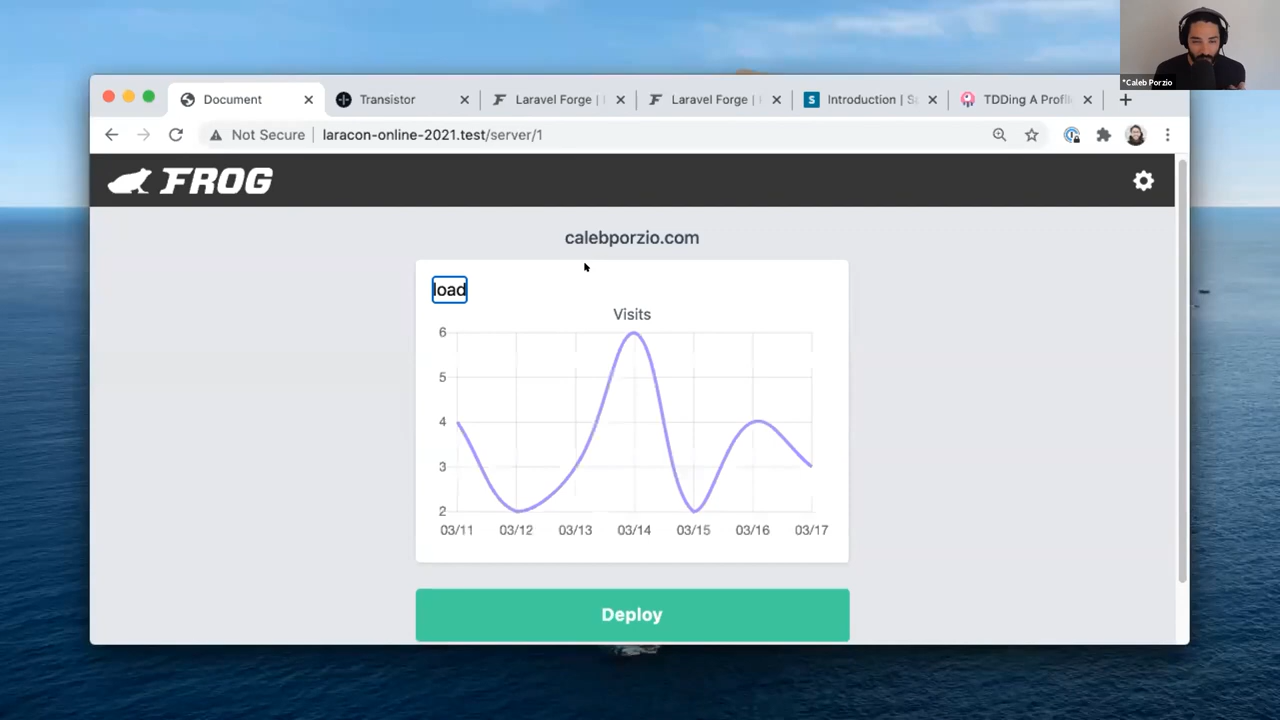 *Caleb Porzio
Document
Transistor
Laravel Forge |
Laravel Forge |
Introduction | S
TDDing A Profil
Not Secure
laracon-online-2021.test/server/1
FROG
calebporzio.com
load
Visits
6
5
4
3
2
03/11 03/12 03/13 03/14 03/15 03/16 03/17
Deploy